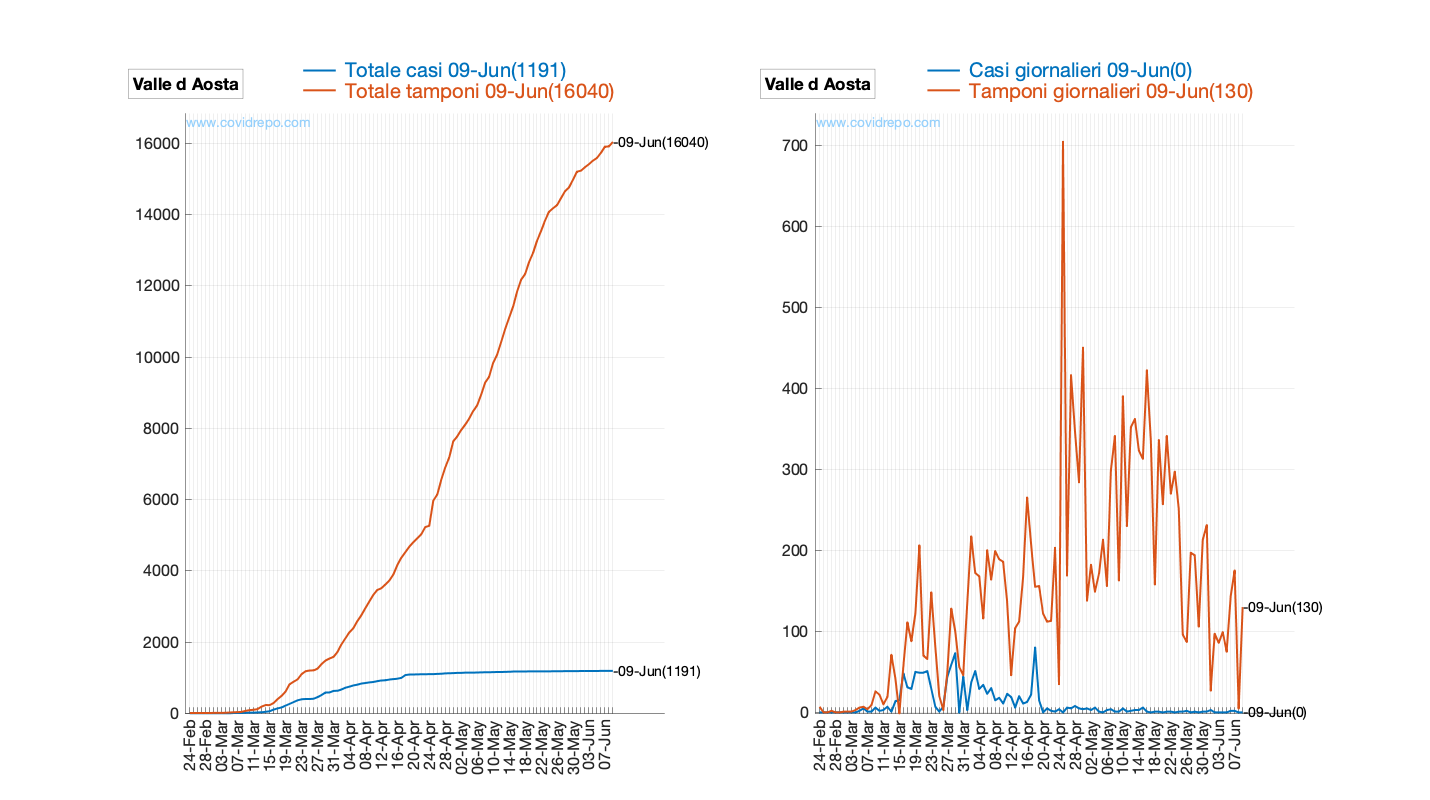 Valle d Aosta
Totale casi 09-Jun(1191)
Totale tamponi 09-Jun(16040)
www.covidrepo.com
16000
14000
12000
10000
8000
6000
4000
2000
0
09-Jun(16040)
09-Jun(1191)
24-Feb
28-Feb
03-Mar
07-Mar
11-Mar
15-Mar
19-Mar
23-Mar
27-Mar
31-Mar
04-Apr
08-Apr
12-Apr
16-Apr
20-Apr
24-Apr
28-Apr
02-May
06-May
10-May
14-May
18-May
22-May
26-May
30-May
03-Jun
07-Jun
Valle d Aosta
Casi giornalieri 09-Jun(0)
Tamponi giornalieri 09-Jun(130)
www.covidrepo.com
700
600
500
400
300
200
100
0
09-Jun(130)
09-Jun(0)
24-Feb
28-Feb
03-Mar
07-Mar
11-Mar
15-Mar
19-Mar
23-Mar
27-Mar
31-Mar
04-Apr
08-Apr
12-Apr
16-Apr
20-Apr
24-Apr
28-Apr
02-May
06-May
10-May
14-May
18-May
22-May
26-May
30-May
03-Jun
07-Jun